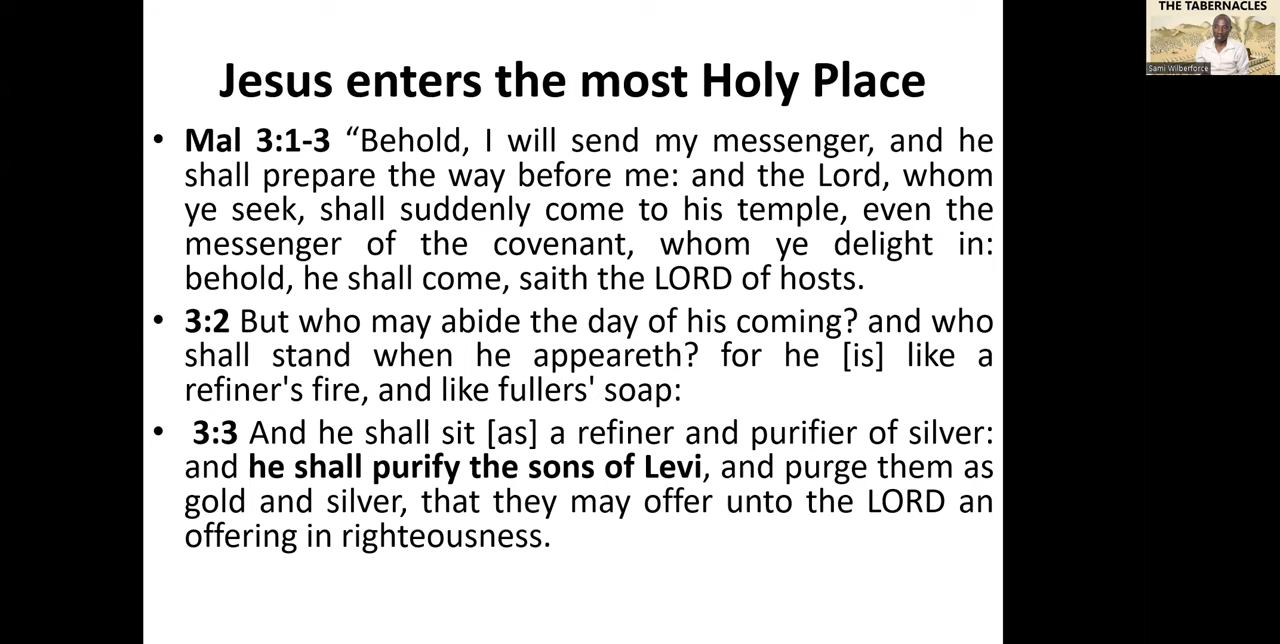 THE TABERNACLES
Sami Wilberforce
Jesus enters the most Holy Place
• Mal 3:1-3 “Behold, I will send my messenger, and he
shall prepare the way before me: and the Lord, whom
ye seek, shall suddenly come to his temple, even the
messenger of the covenant, whom ye delight in:
behold, he shall come, saith the LORD of hosts.
• 3:2 But who may abide the day of his coming? and who
shall stand when he appeareth? for he [is] like a
refiner's fire, and like fullers' soap:
• 3:3 And he shall sit [as] a refiner and purifier of silver:
and he shall purify the sons of Levi, and purge them as
gold and silver, that they may offer unto the LORD an
offering in righteousness.